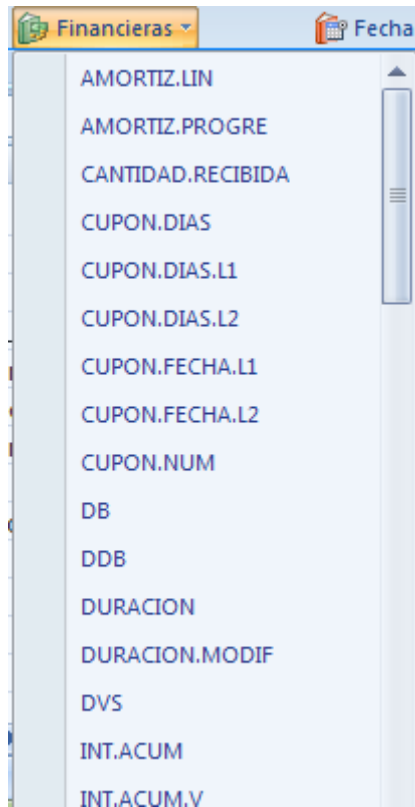 Financieras Fecha
AMORTIZ.LIN
AMORTIZ.PROGRE
CANTIDAD.RECIBIDA
CUPON.DIAS
CUPON.DIAS.L1
CUPON.DIAS.L2
CUPON.FECHA.L1
CUPON.FECHA.L2
CUPON.NUM
DB
DDB
DURACION
DURACION.MODIF
DVS
INT.ACUM
INT.ACUM.V